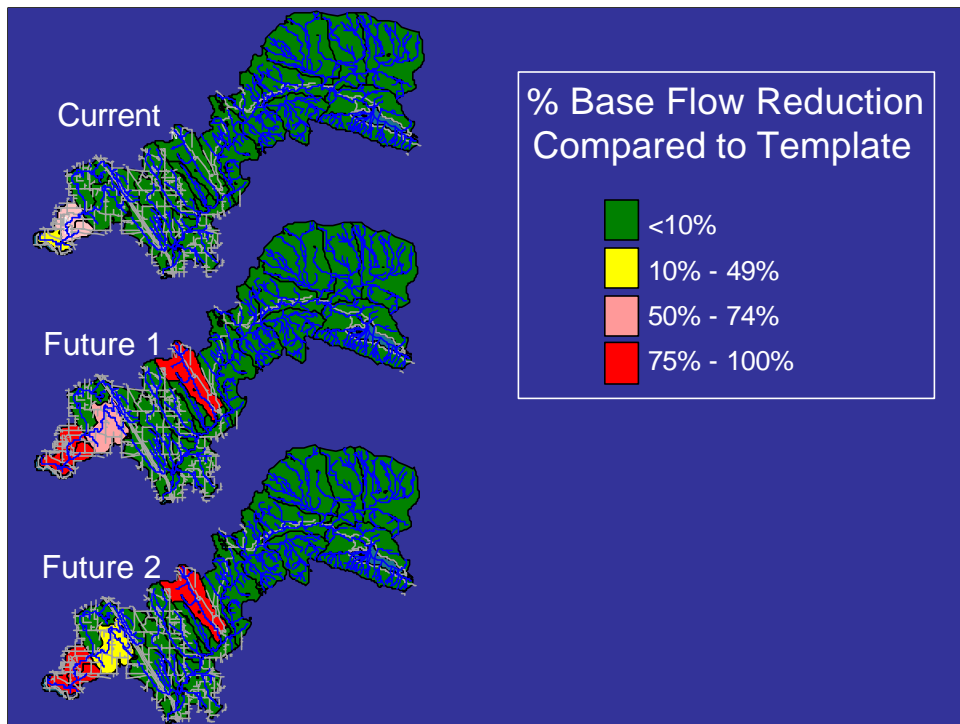 Current
Future 1
Future 2
% Base Flow Reduction
Compared to Template
<10%
10% - 49%
50% - 74%
75% - 100%